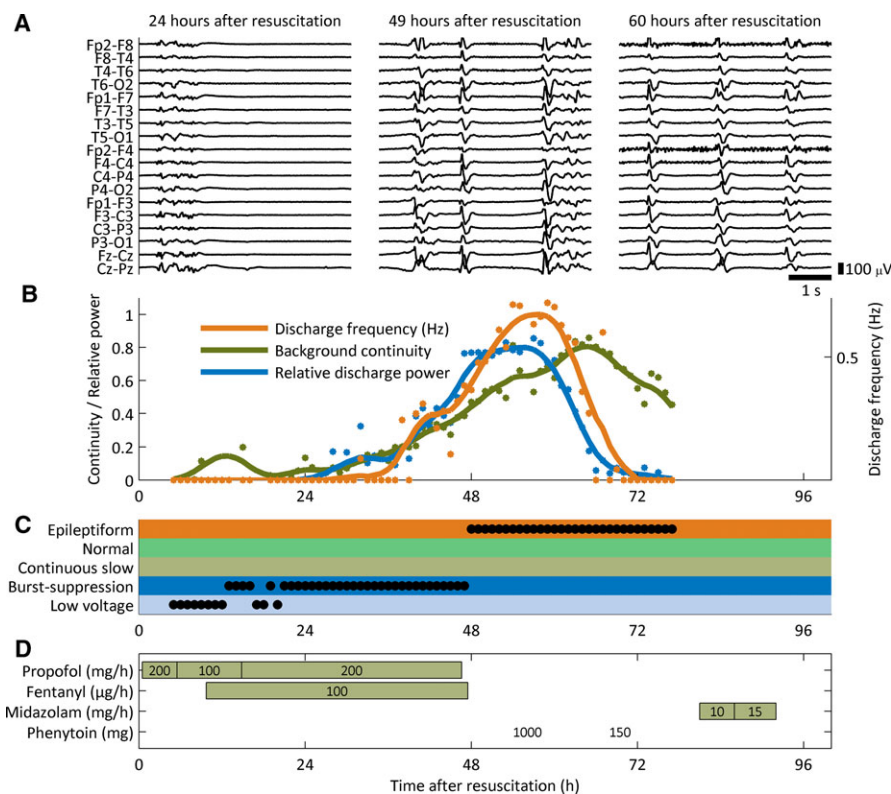 A
24 hours after resuscitation
49 hours after resuscitation
60 hours after resuscitation
Fp2-F8
F8-T4
T4-T6
T6-O2
Fp1-F7
F7-T3
T3-T5
T5-O1
Fp2-F4
F4-C4
C4-P4
P4-O2
Fp1-F3
F3-C3
C3-P3
P3-O1
Fz-Cz
Cz-Pz
100 µV
1 s
B
Continuity / Relative power
1
0.8
0.6
0.4
0.2
0
Discharge frequency (Hz)
Background continuity
Relative discharge power
0.5
Discharge frequency (Hz)
0 24 48 72 96
C
Epileptiform
Normal
Continuous slow
Burst-suppression
Low voltage
0 24 48 72 96
D
Propofol (mg/h) 200 100 200
Fentanyl (µg/h) 100
Midazolam (mg/h) 10 15
Phenytoin (mg) 1000 150
0 24 48 72 96
Time after resuscitation (h)